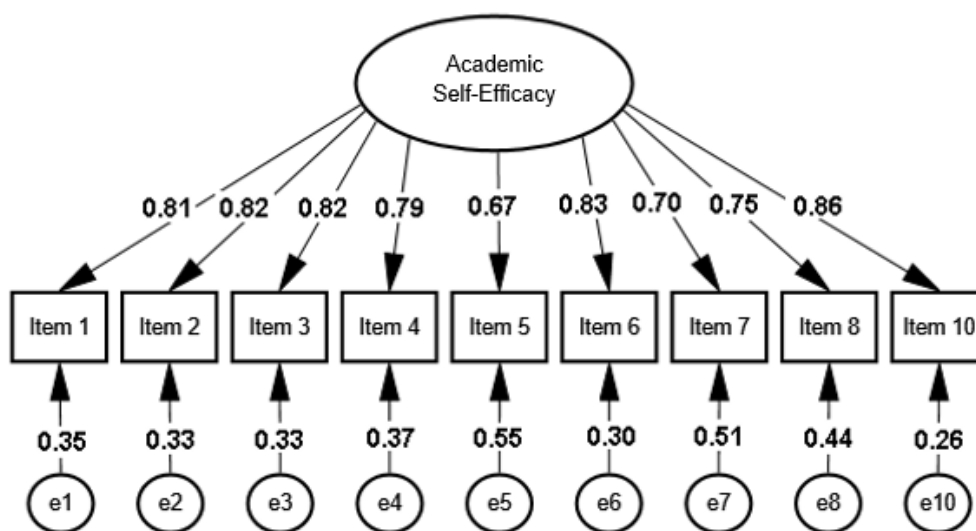 Academic
Self-Efficacy
0.81 0.82 0.82 0.79 0.67 0.83 0.70 0.75 0.86
Item 1 Item 2 Item 3 Item 4 Item 5 Item 6 Item 7 Item 8 Item 10
0.35 0.33 0.33 0.37 0.55 0.30 0.51 0.44 0.26
e1 e2 e3 e4 e5 e6 e7 e8 e10